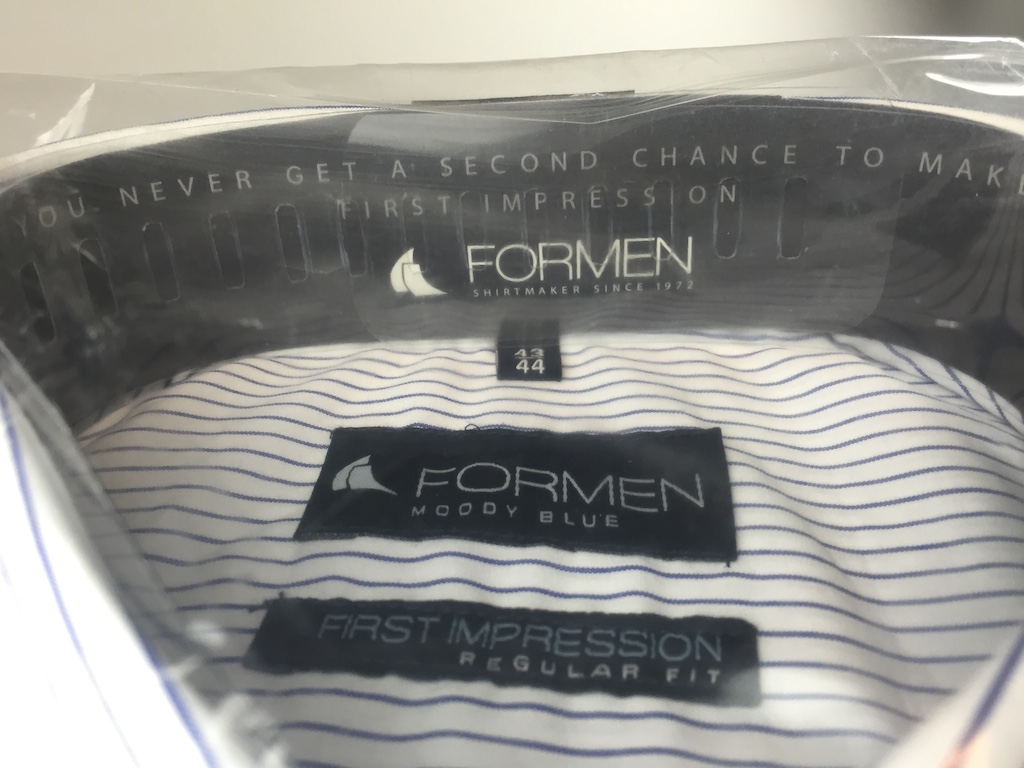 YOU NEVER GET A SECOND CHANCE TO MAKE
FIRST IMPRESSION
FORMEN
SHIRTMAKER SINCE 1972
43
44
FORMEN
MOODY BLUE
FIRST IMPRESSION
REGULAR FIT